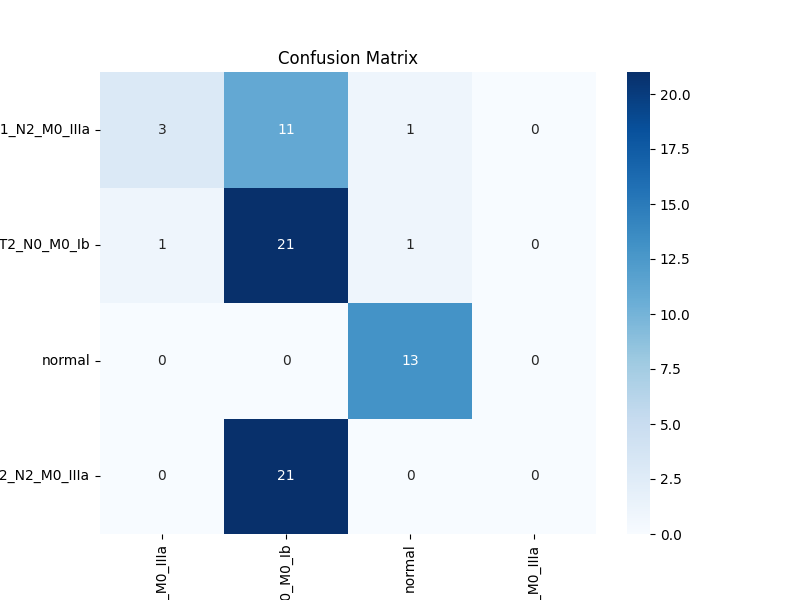 Confusion Matrix
1_N2_M0_IIIa
3 11 1 0
T2_N0_M0_Ib
1 21 1 0
normal
0 0 13 0
2_N2_M0_IIIa
0 21 0 0
_M0_IIIa
0_M0_Ib
normal
_M0_IIIa
20.0
17.5
15.0
12.5
10.0
7.5
5.0
2.5
0.0